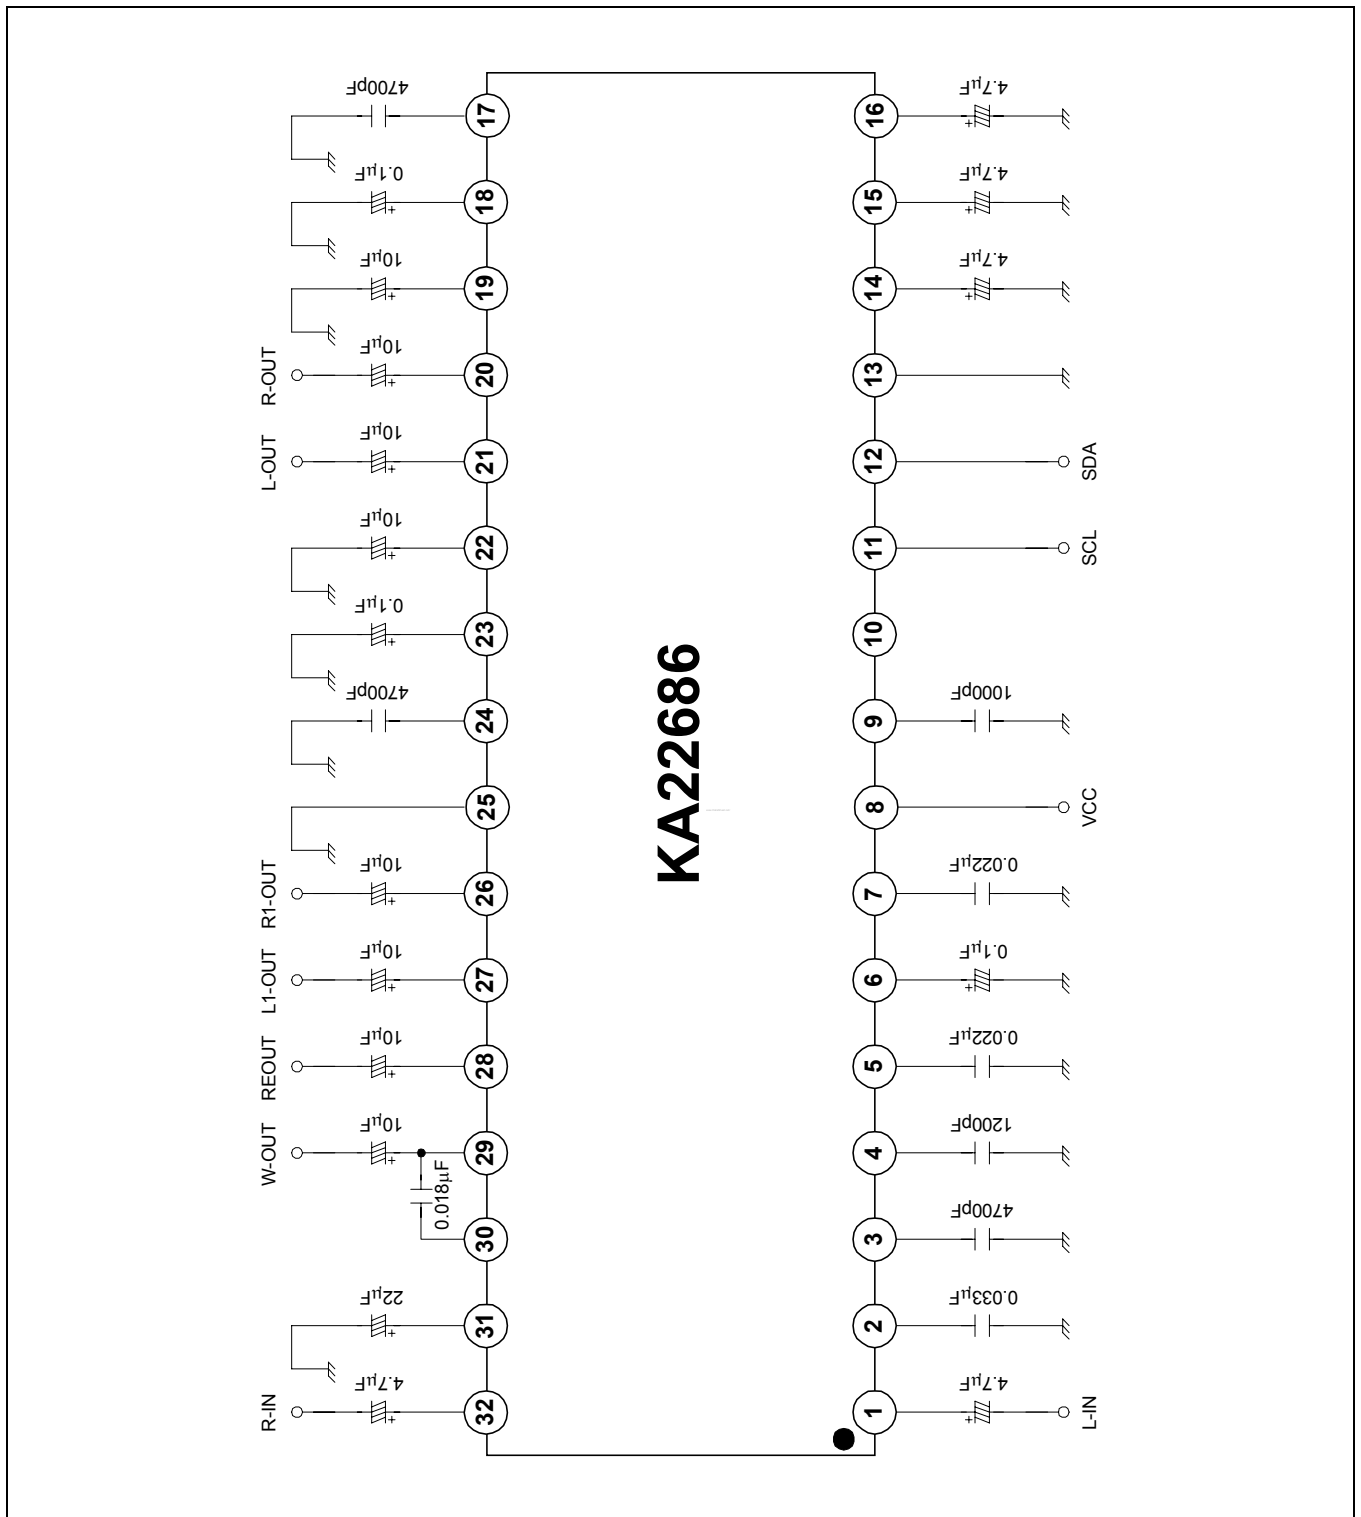 4700pF
17
0.1µF
18
10µF
19
R-OUT
10µF
20
L-OUT
10µF
21
10µF
22
0.1µF
23
4700pF
24
25
R1-OUT
10µF
26
L1-OUT
10µF
27
REOUT
10µF
28
W-OUT
10µF
29
0.018µF
30
22µF
31
R-IN
4.7µF
32
KA22686
16
4.7µF
15
4.7µF
14
4.7µF
13
12
SDA
11
SCL
10
9
1000pF
8
VCC
7
0.022µF
6
0.1µF
5
0.022µF
4
1200pF
3
4700pF
2
0.033µF
1
4.7µF
L-IN